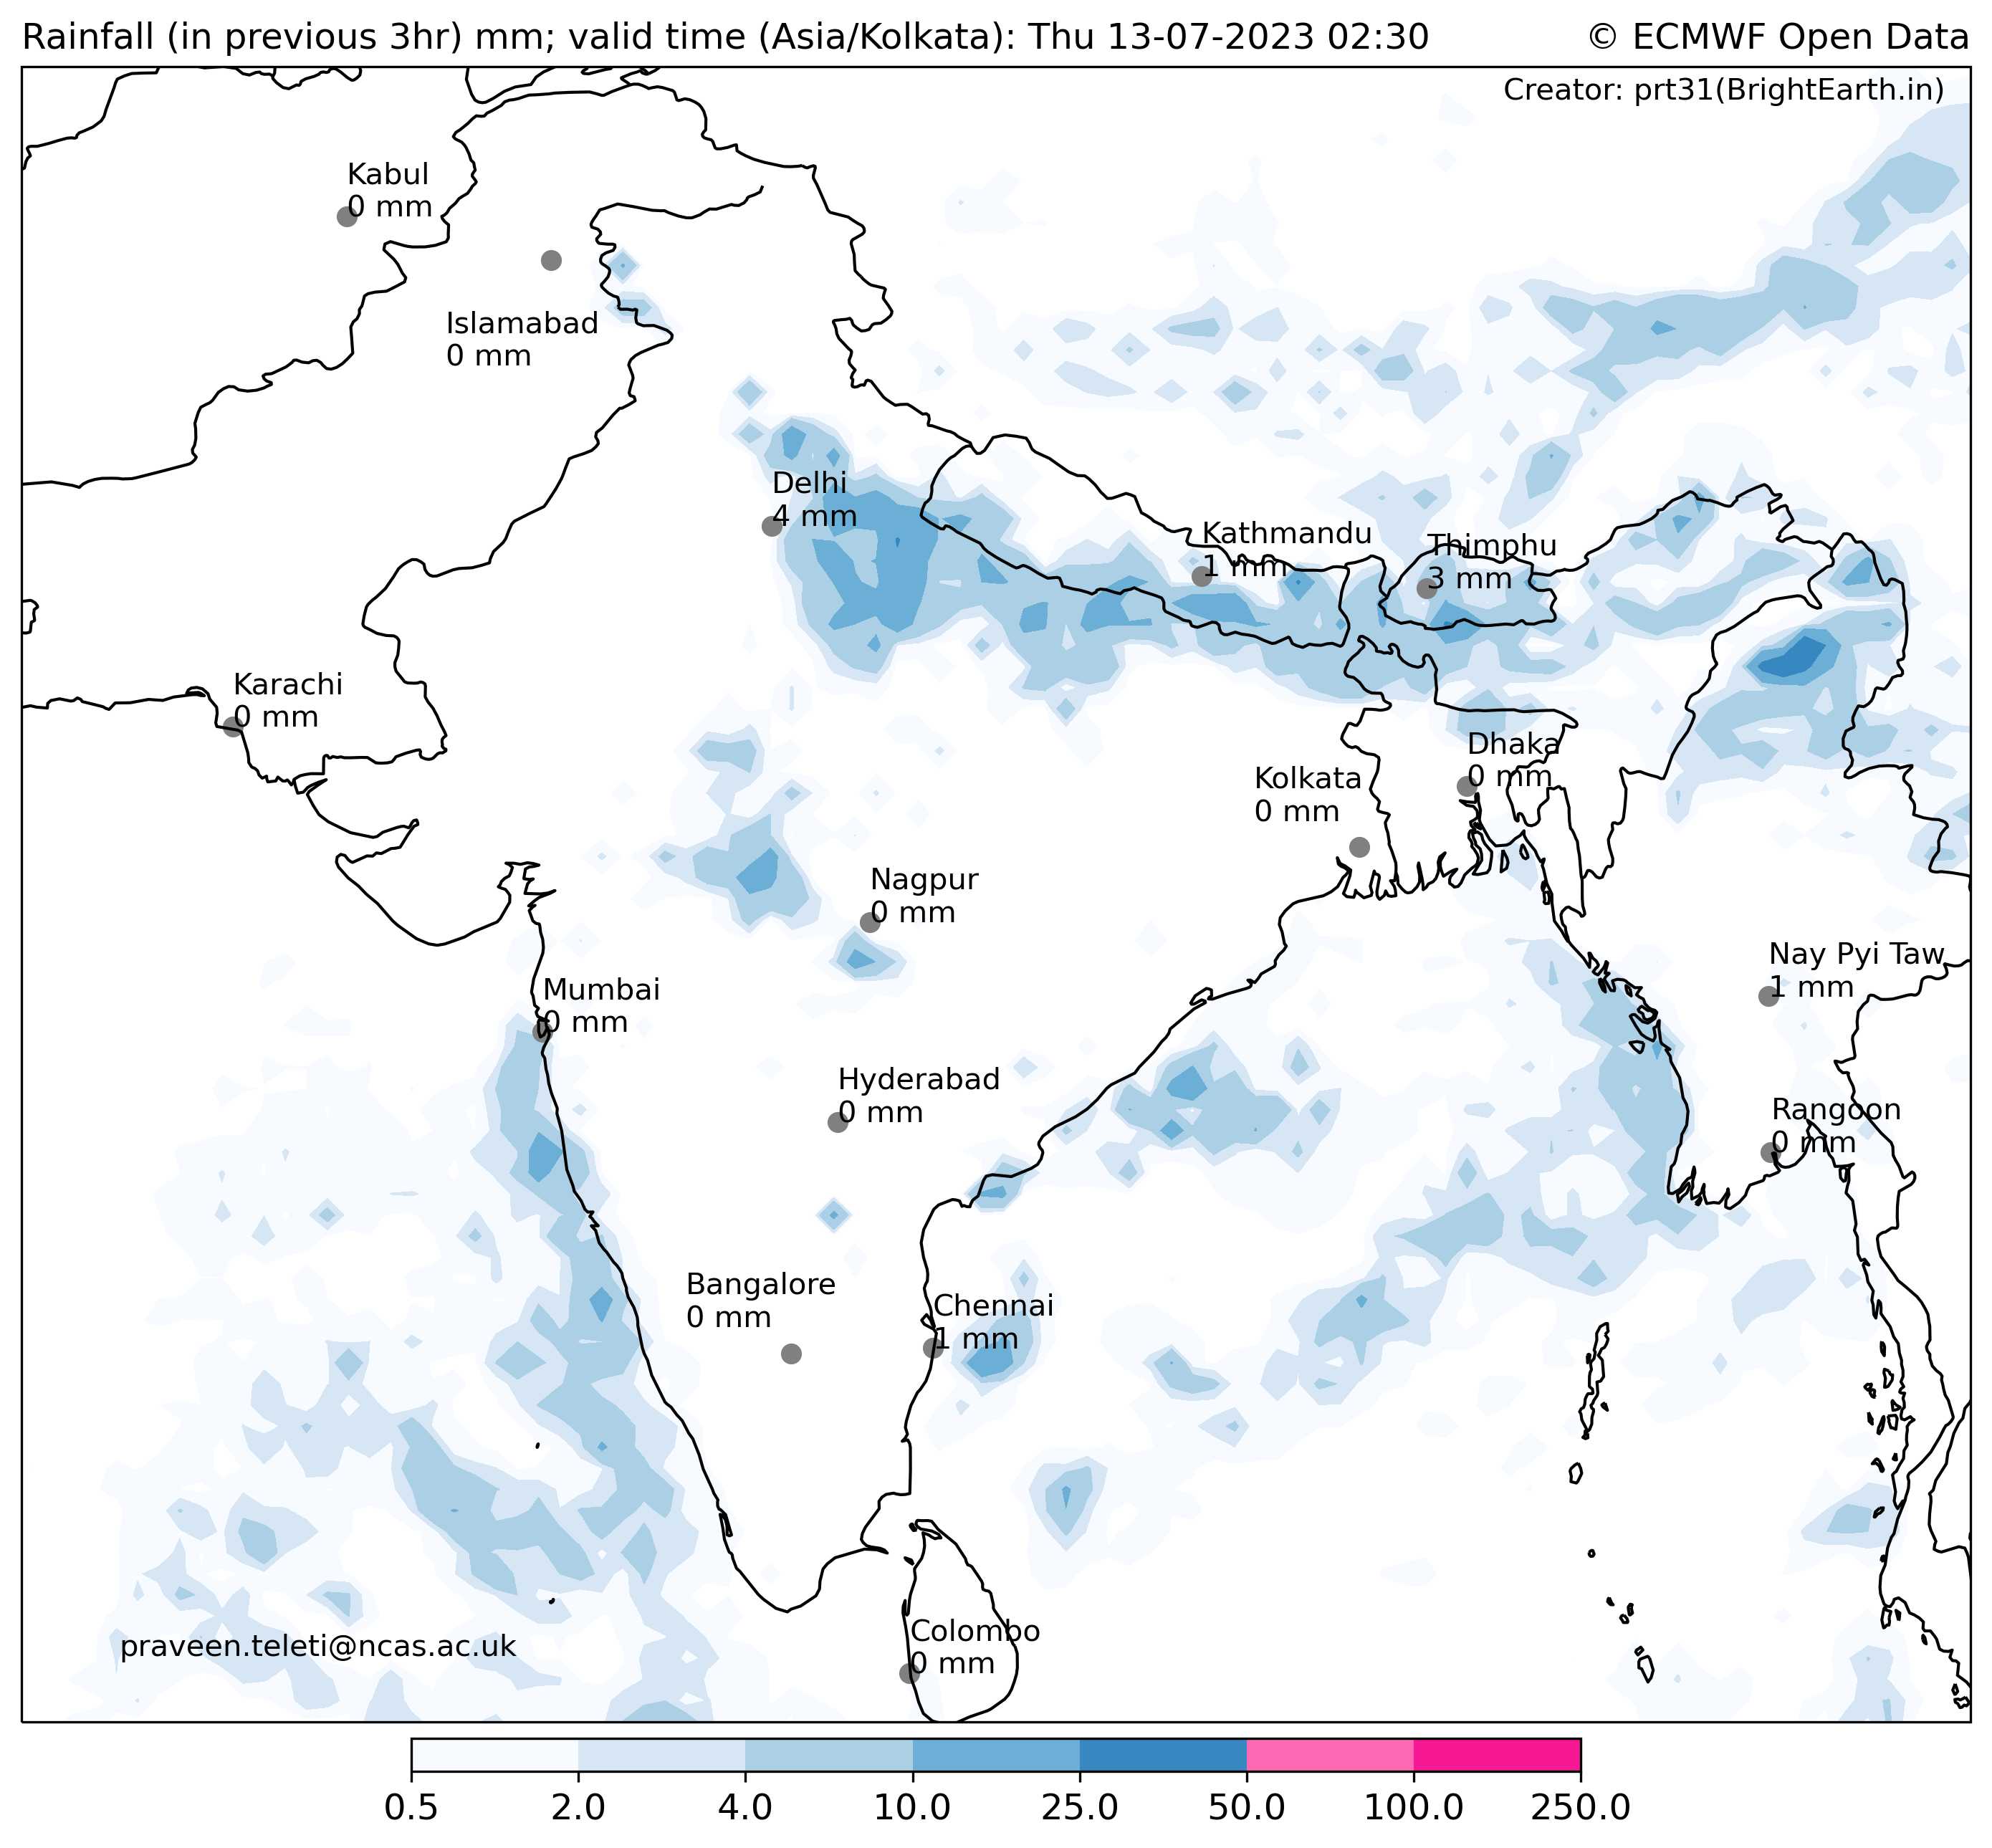 Rainfall (in previous 3hr) mm; valid time (Asia/Kolkata): Thu 13-07-2023 02:30
© ECMWF Open Data
Creator: prt31(BrightEarth.in)
Kabul
0 mm
Islamabad
0 mm
Delhi
4 mm
Kathmandu
1 mm
Thimphu
3 mm
Karachi
0 mm
Dhaka
0 mm
Kolkata
0 mm
Nagpur
0 mm
Nay Pyi Taw
1 mm
Mumbai
0 mm
Hyderabad
0 mm
Rangoon
0 mm
Bangalore
0 mm
Chennai
1 mm
Colombo
0 mm
praveen.teleti@ncas.ac.uk
0.5 2.0 4.0 10.0 25.0 50.0 100.0 250.0